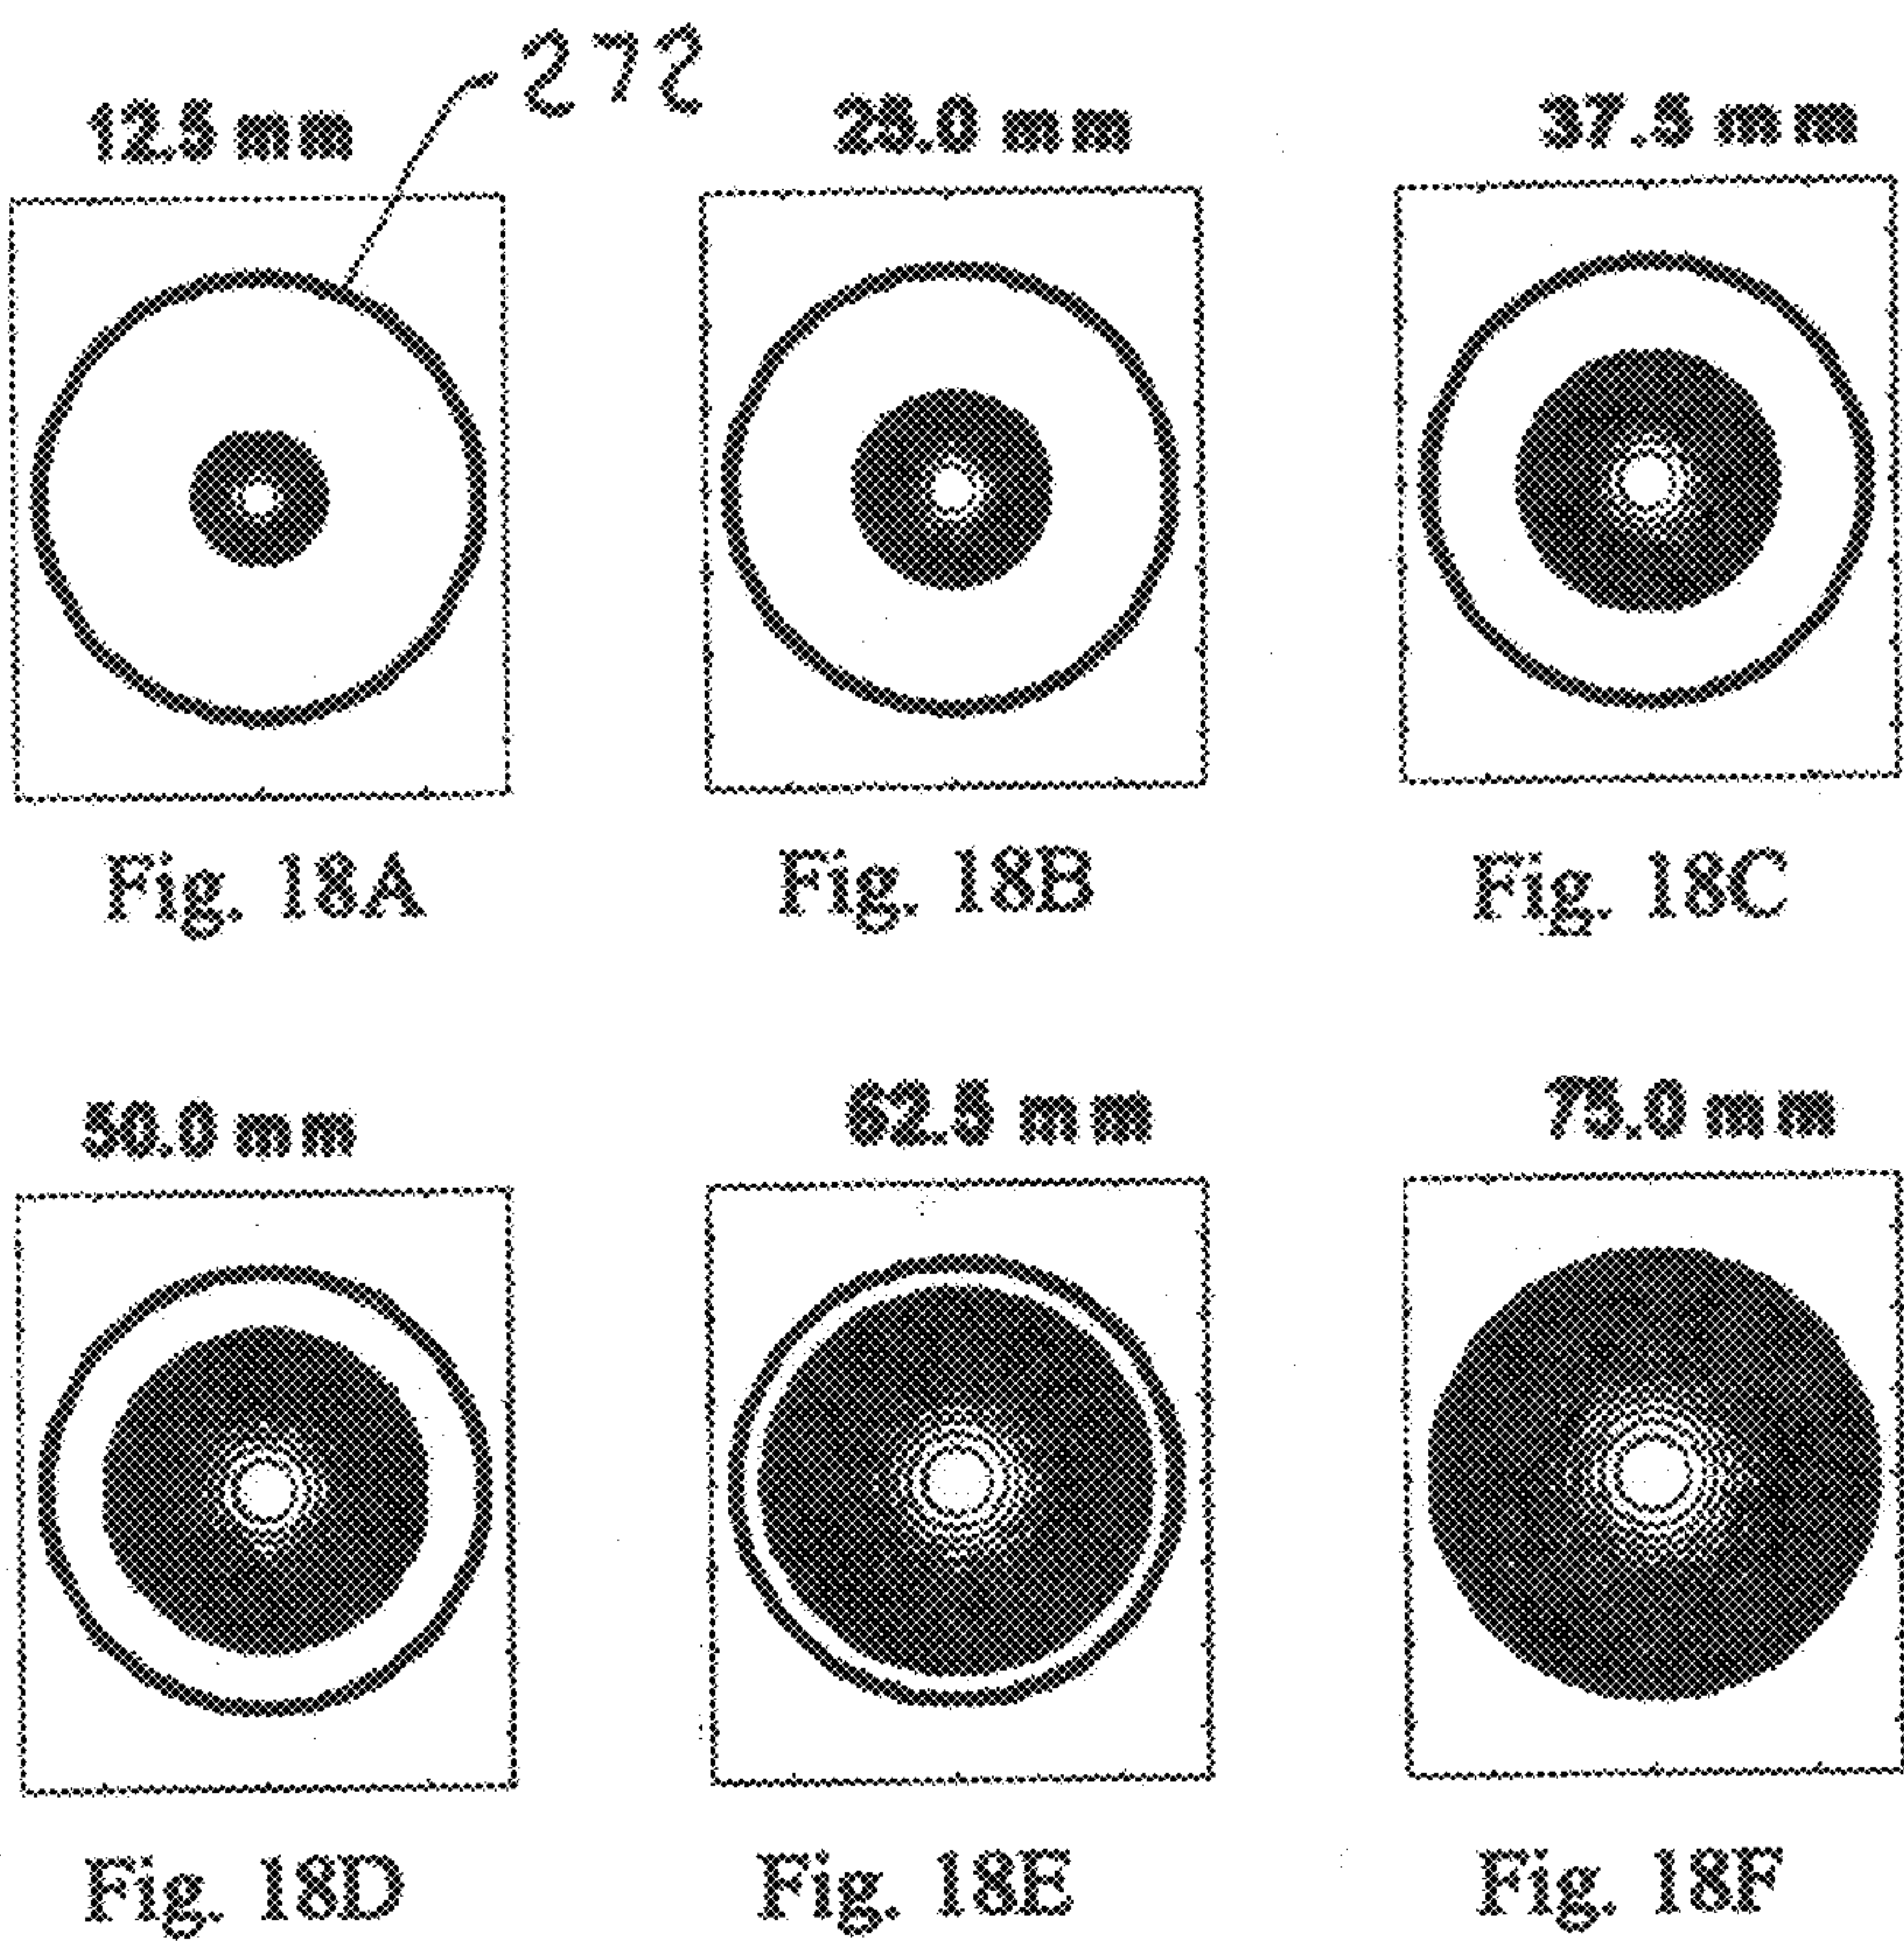 272
12.5 mm 25.0 mm 37.5 mm
Fig. 18A Fig. 18B Fig. 18C
50.0 mm 62.5 mm 75.0 mm
Fig. 18D Fig. 18E Fig. 18F